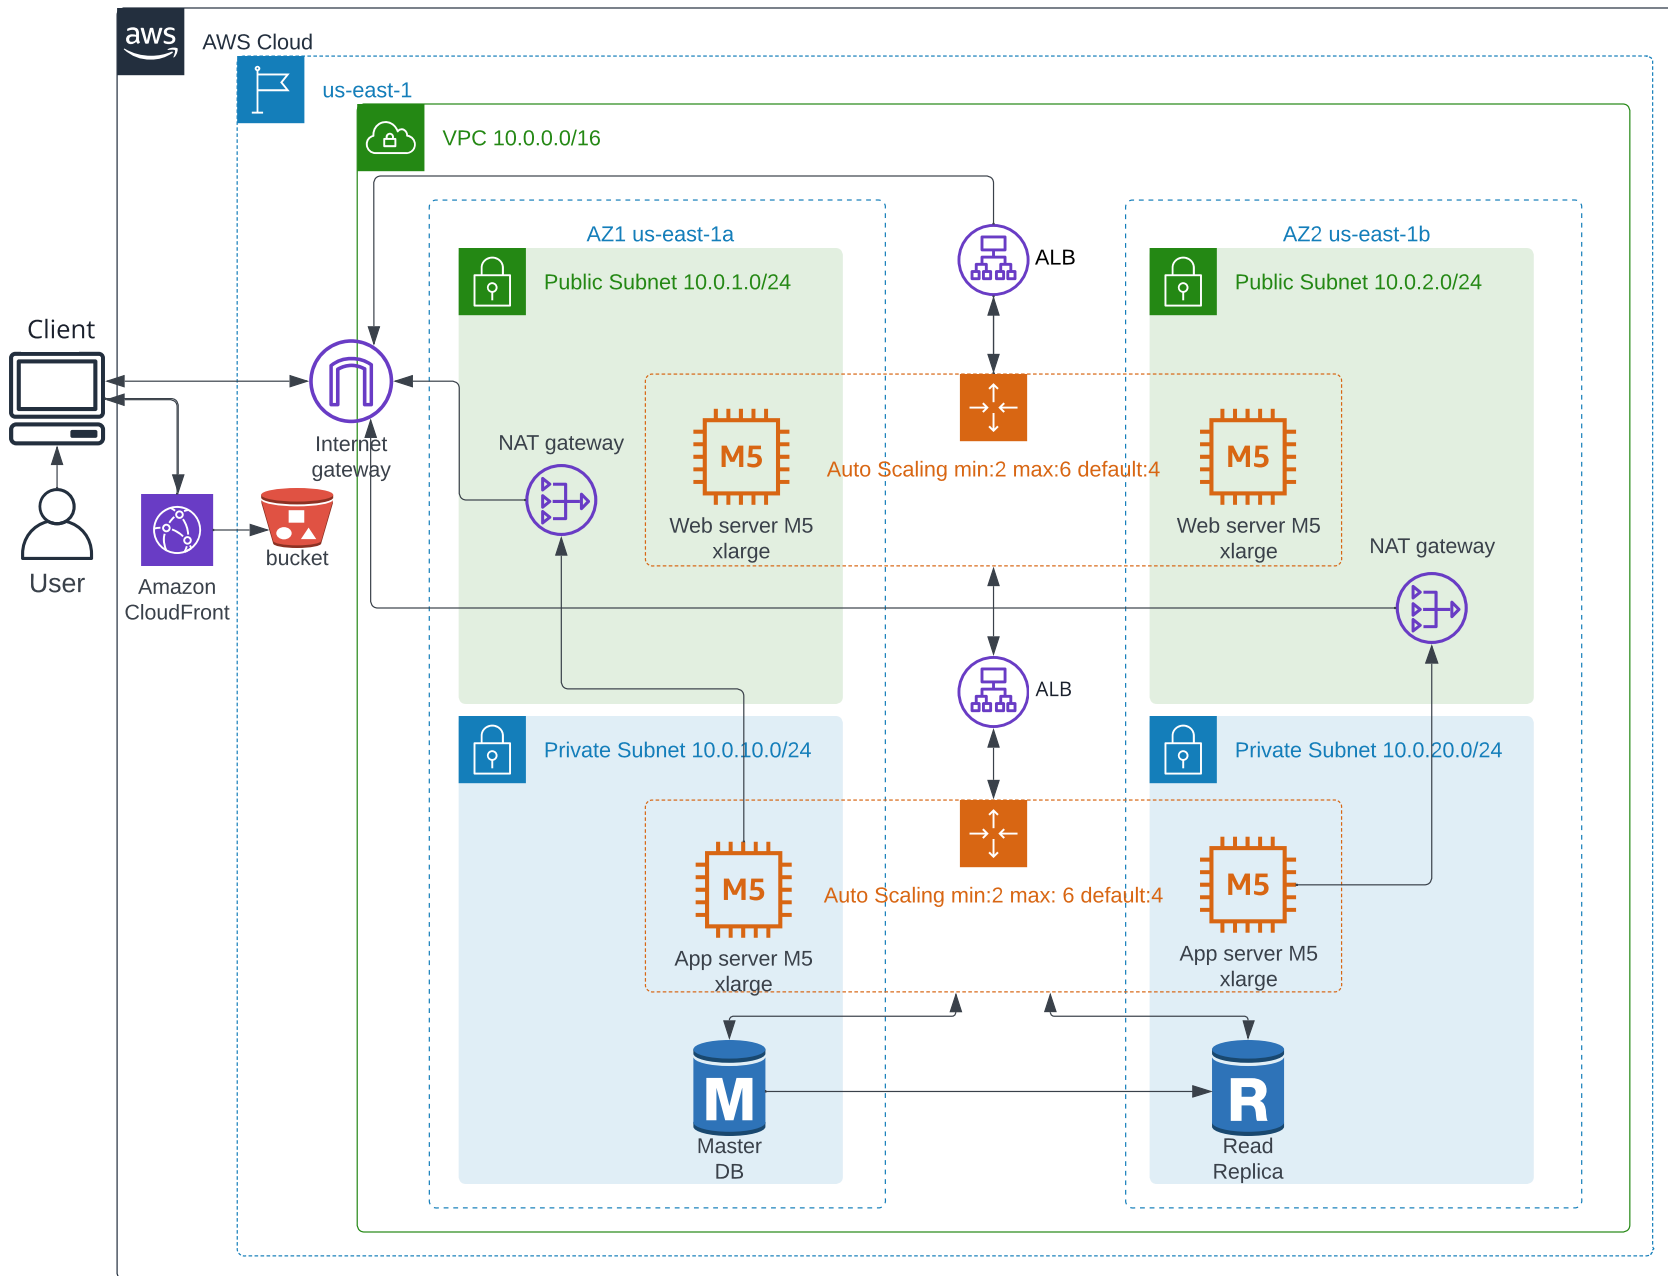 aws
AWS Cloud
us-east-1
VPC 10.0.0.0/16
AZ1 us-east-1a
AZ2 us-east-1b
ALB
Public Subnet 10.0.1.0/24
Public Subnet 10.0.2.0/24
Client
Internet
gateway
NAT gateway
M5
Auto Scaling min:2 max:6 default:4
M5
Web server M5
xlarge
Web server M5
xlarge
NAT gateway
bucket
User
Amazon
CloudFront
ALB
Private Subnet 10.0.10.0/24
Private Subnet 10.0.20.0/24
M5
Auto Scaling min:2 max: 6 default:4
M5
App server M5
xlarge
App server M5
xlarge
M
R
Master
DB
Read
Replica